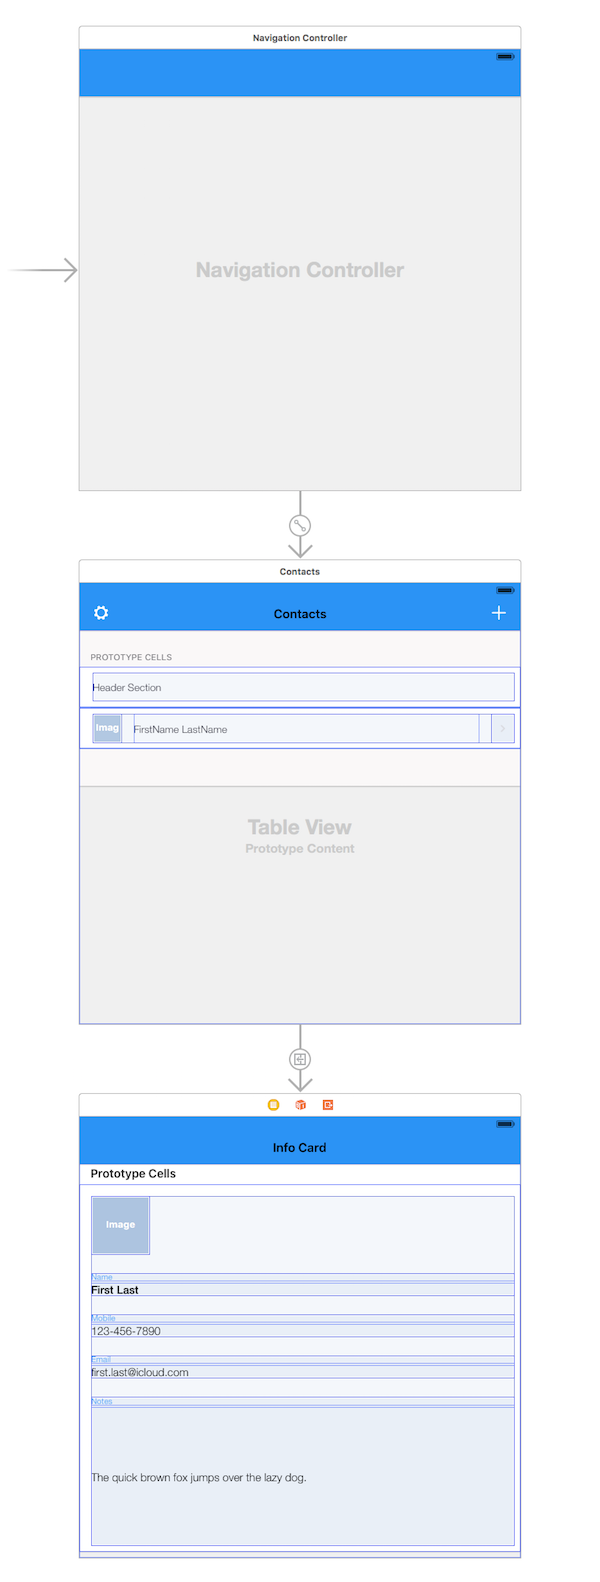 Navigation Controller
Navigation Controller
Contacts
Contacts
PROTOTYPE CELLS
Header Section
Imag
FirstName LastName
Table View
Prototype Content
Info Card
Prototype Cells
Image
Name
First Last
Mobile
123-456-7890
Email
first.last@icloud.com
Notes
The quick brown fox jumps over the lazy dog.